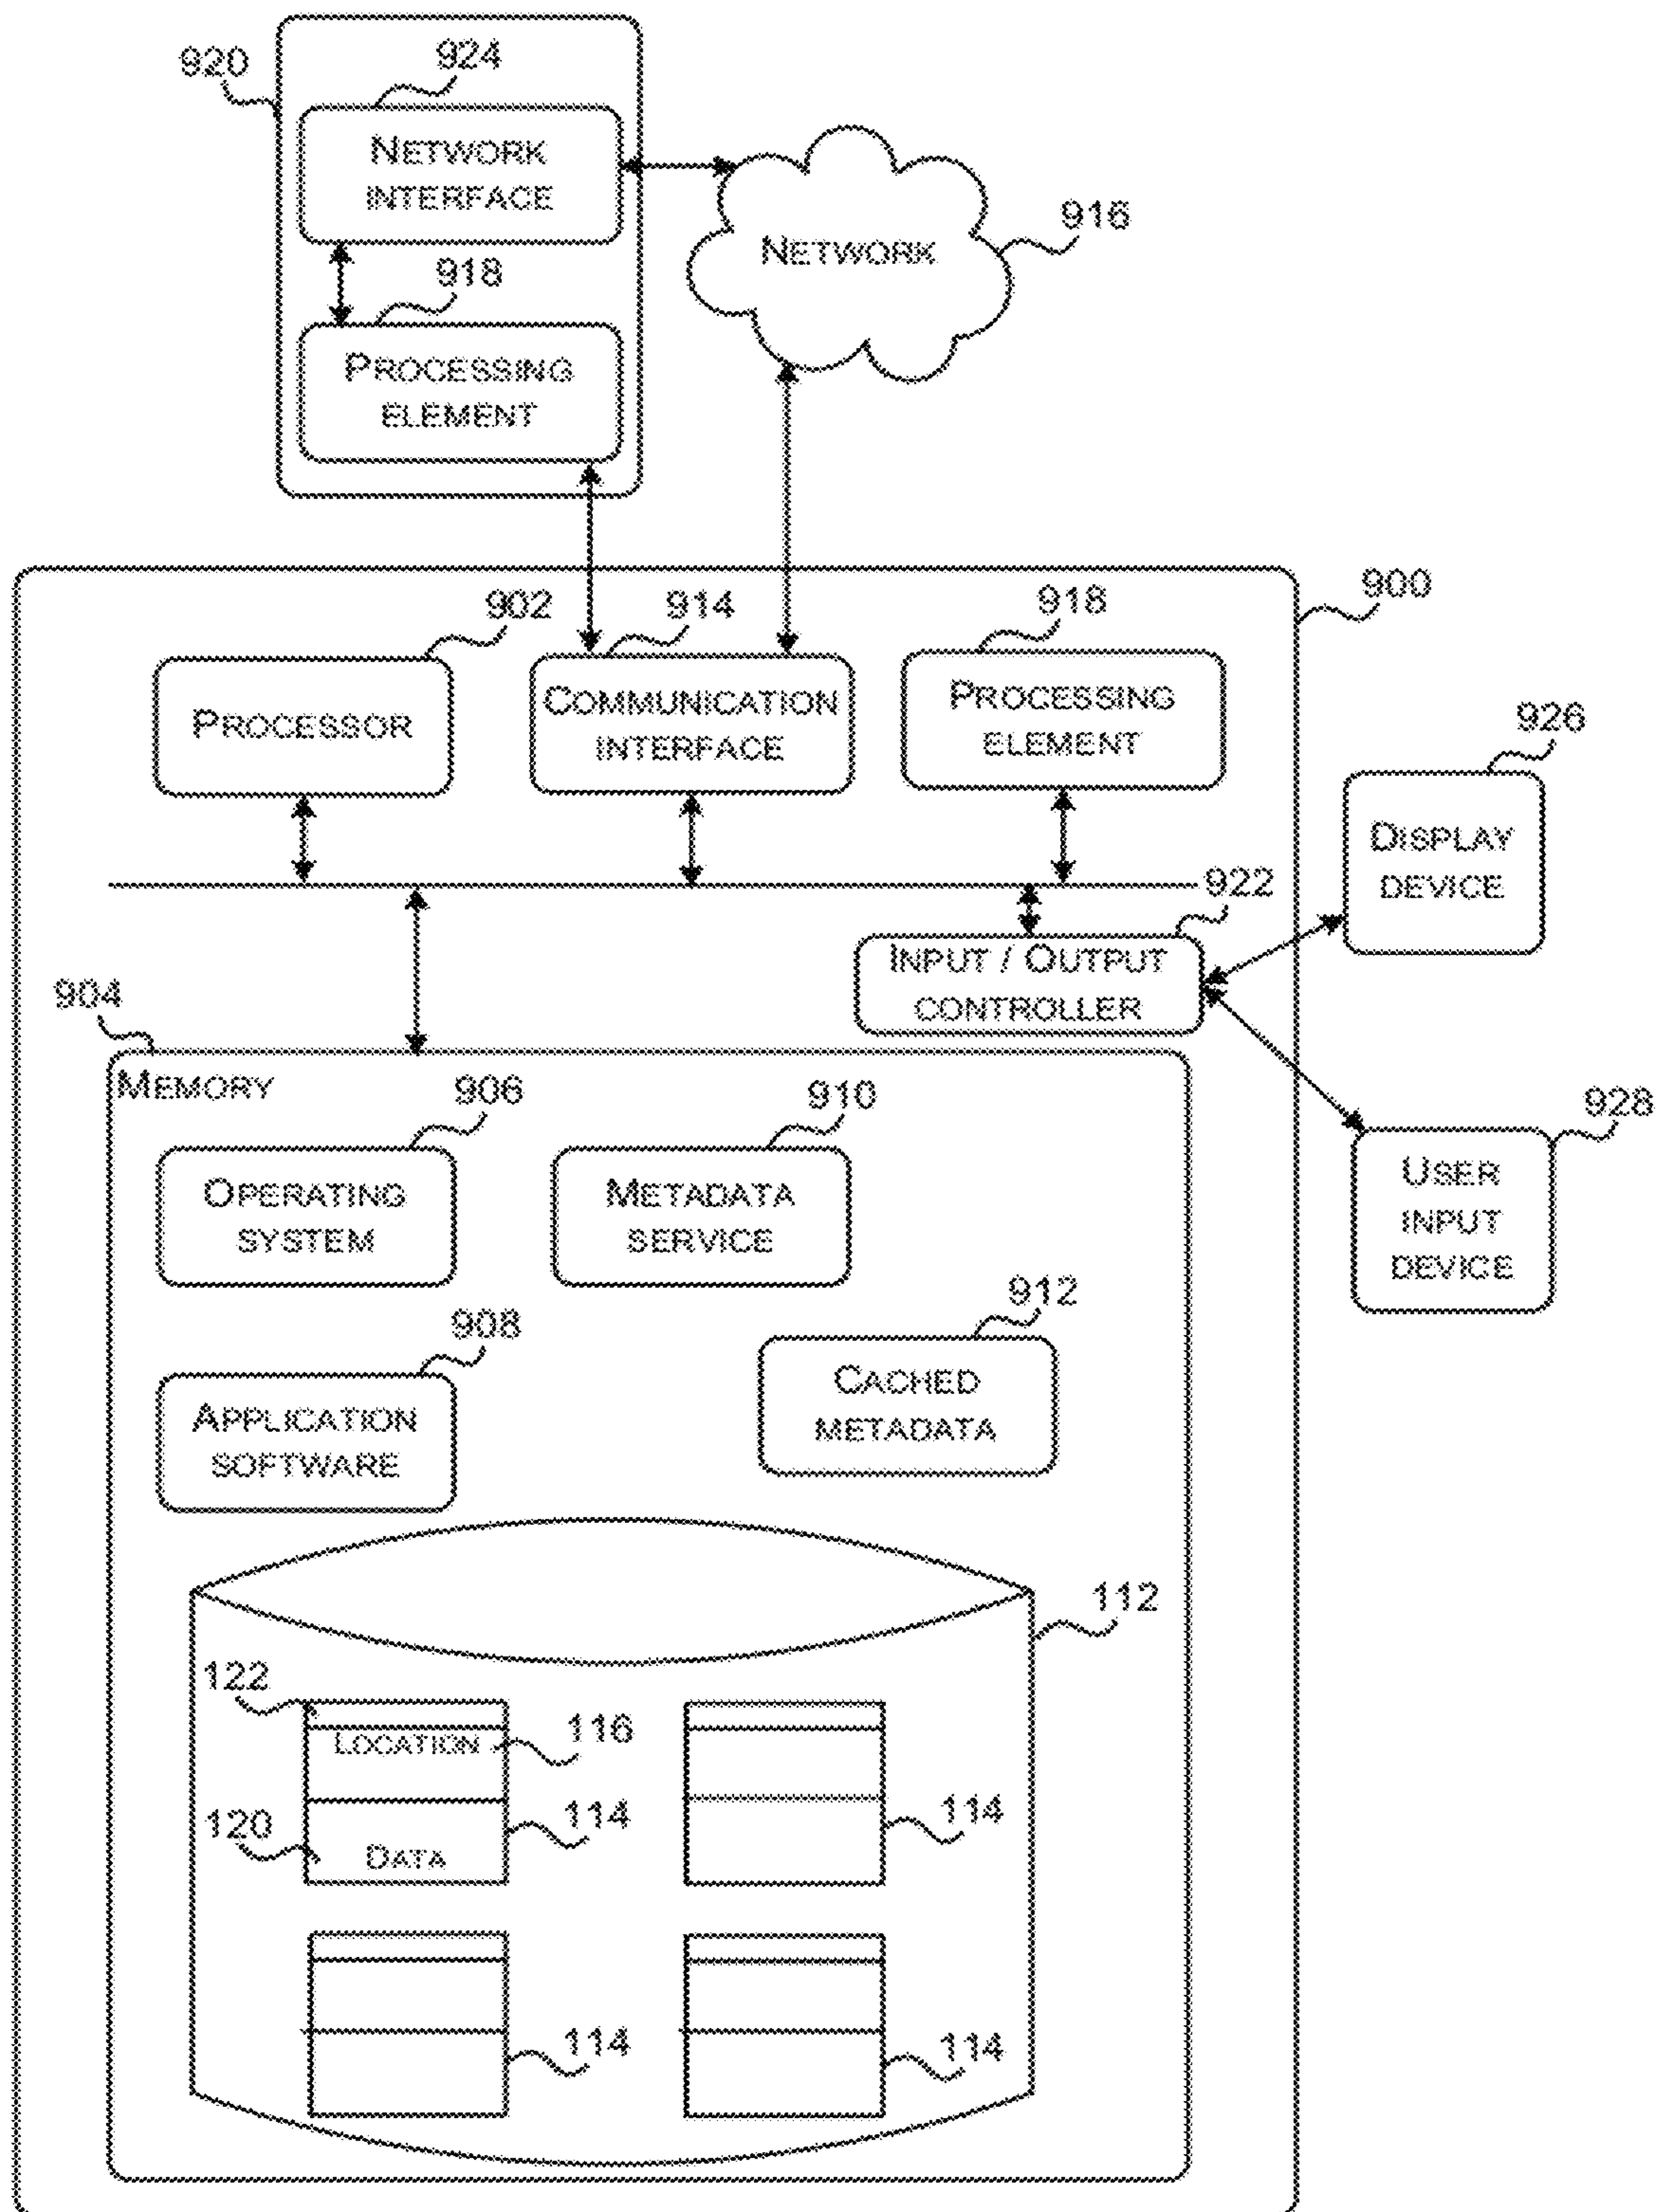 920
924
NETWORK
INTERFACE
NETWORK
916
918
PROCESSING
ELEMENT
900
902
914
918
PROCESSOR
COMMUNICATION
INTERFACE
PROCESSING
ELEMENT
926
DISPLAY
DEVICE
922
INPUT / OUTPUT
CONTROLLER
904
MEMORY
906
910
928
OPERATING
SYSTEM
METADATA
SERVICE
USER
INPUT
DEVICE
908
912
APPLICATION
SOFTWARE
CACHED
METADATA
112
122
LOCATION
116
114
114
120
DATA
114
114